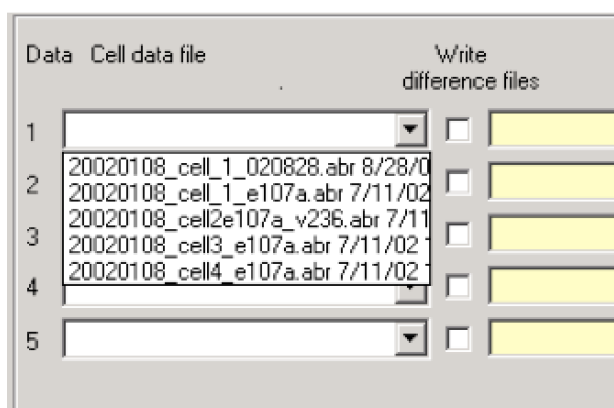 Data Cell data file Write
difference files
1
20020108_cell_1_020828.abr 8/28/0
2 20020108_cell_1_e107a.abr 7/11/02
20020108_cell2e107a_v236.abr 7/11
3 20020108_cell3_e107a.abr 7/11/02
20020108_cell4_e107a.abr 7/11/02
4
5